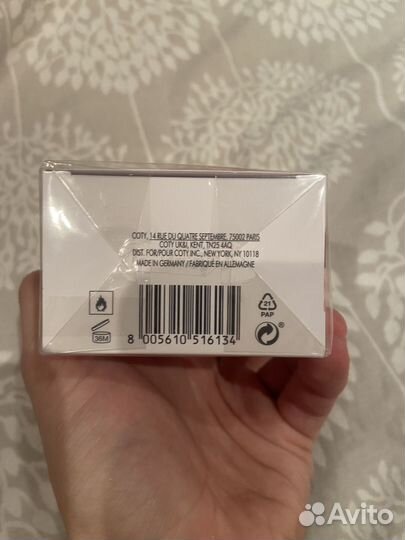 COTY, 14 RUE DU QUATRE SEPTEMBRE, 75002 PARIS
COTY UK&I, KENT, TN25 4AQ
DIST. FOR/POUR COTY INC., NEW YORK, NY 10118
MADE IN GERMANY / FABRIQUÉ EN ALLEMAGNE
36M
21
PAP
8 005610 516134
Avito